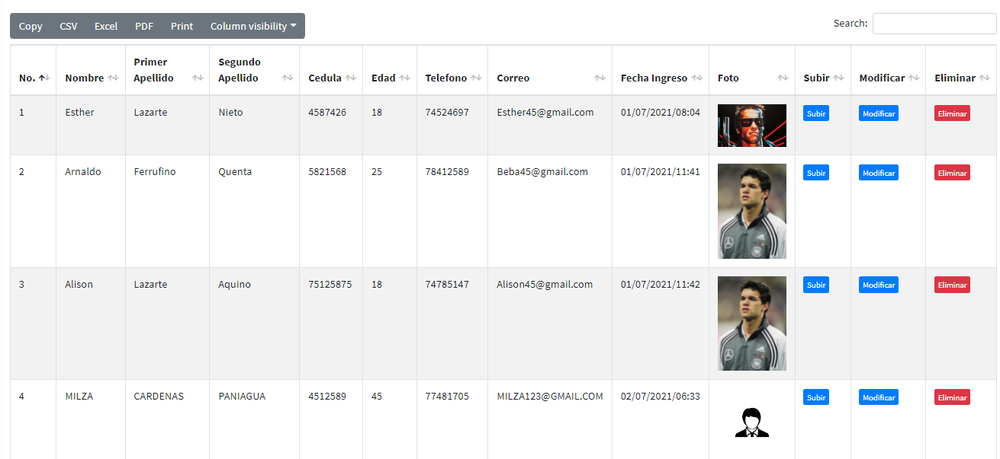 Copy CSV Excel PDF Print Column visibility Search:
No. Nombre Primer Apellido Segundo Apellido Cedula Edad Telefono Correo Fecha Ingreso Foto Subir Modificar Eliminar
1 Esther Lazarte Nieto 4587426 18 74524697 Esther45@gmail.com 01/07/2021/08:04 Subir Modificar Eliminar
2 Arnaldo Ferrufino Quenta 5821568 25 78412589 Beba45@gmail.com 01/07/2021/11:41 Subir Modificar Eliminar
3 Alison Lazarte Aquino 75125875 18 74785147 Alison45@gmail.com 01/07/2021/11:42 Subir Modificar Eliminar
4 MILZA CARDENAS PANIAGUA 4512589 45 77481705 MILZA123@GMAIL.COM 02/07/2021/06:33 Subir Modificar Eliminar